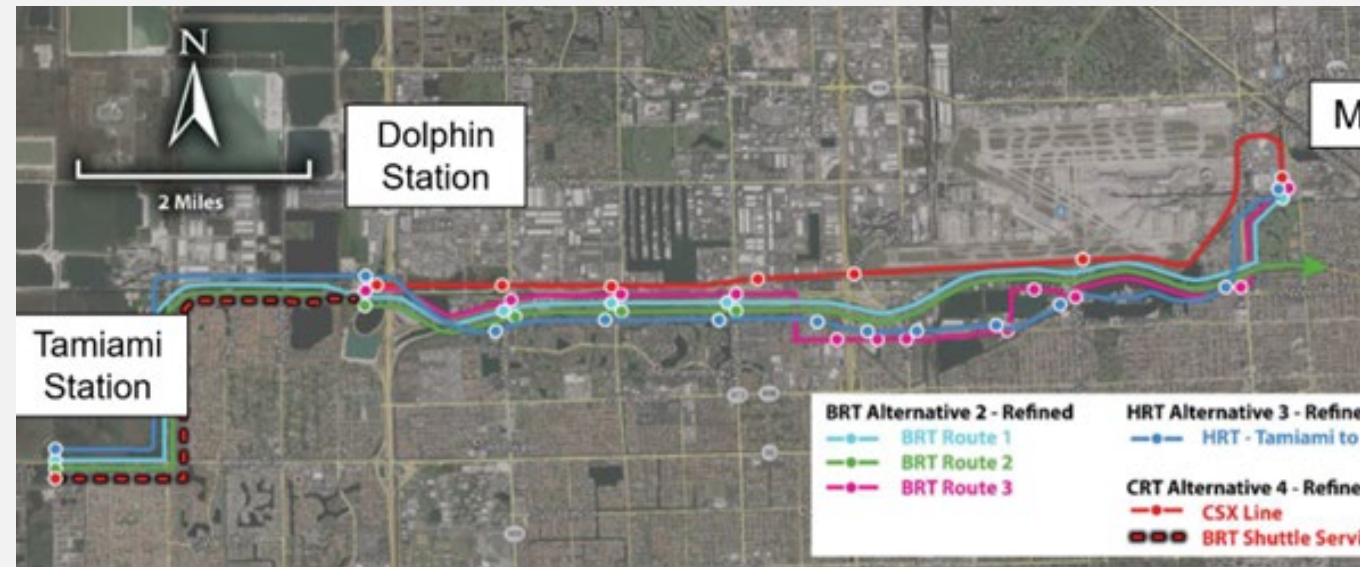 N
2 Miles
Dolphin
Station
M
Tamiami
Station
BRT Alternative 2 - Refined
BRT Route 1
BRT Route 2
BRT Route 3
HRT Alternative 3 - Refine
HRT - Tamiami to
CRT Alternative 4 - Refine
CSX Line
BRT Shuttle Servi